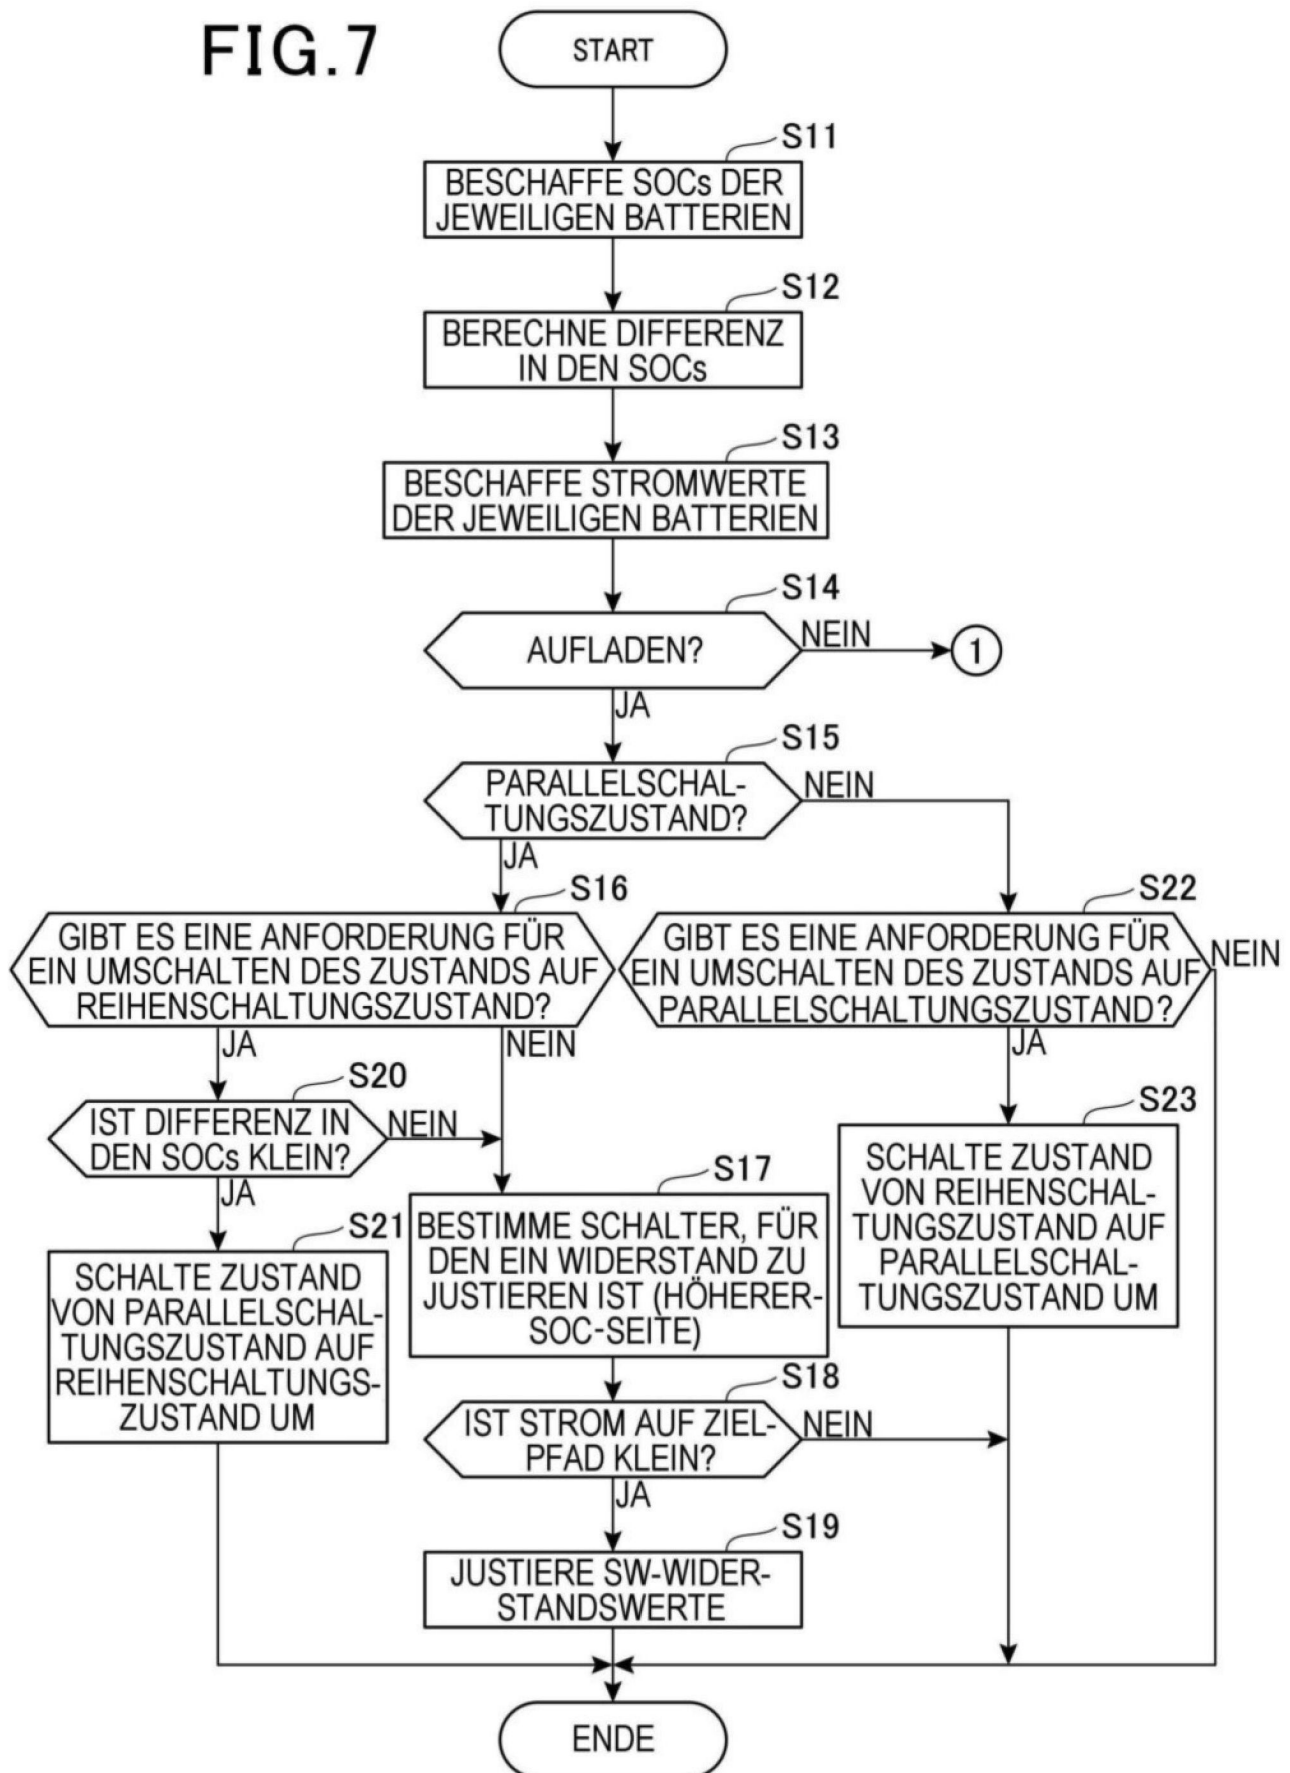 FIG.7
START
S11
BESCHAFFE SOCs DER
JEWEILIGEN BATTERIEN
S12
BERECHNE DIFFERENZ
IN DEN SOCs
S13
BESCHAFFE STROMWERTE
DER JEWEILIGEN BATTERIEN
S14
AUFLADEN?
NEIN
1
JA
S15
PARALLELSCHAL-
TUNGSZUSTAND?
NEIN
JA
S16
GIBT ES EINE ANFORDERUNG FÜR
EIN UMSCHALTEN DES ZUSTANDS AUF
REIHENSCHALTUNGSZUSTAND?
S22
GIBT ES EINE ANFORDERUNG FÜR
EIN UMSCHALTEN DES ZUSTANDS AUF
PARALLELSCHALTUNGSZUSTAND?
NEIN
JA
NEIN
JA
S20
IST DIFFERENZ IN
DEN SOCs KLEIN?
NEIN
JA
S23
SCHALTE ZUSTAND
VON REIHENSCHAL-
TUNGSZUSTAND AUF
PARALLELSCHAL-
TUNGSZUSTAND UM
S17
BESTIMME SCHALTER, FÜR
DEN EIN WIDERSTAND ZU
JUSTIEREN IST (HÖHERER-
SOC-SEITE)
S21
SCHALTE ZUSTAND
VON PARALLELSCHAL-
TUNGSZUSTAND AUF
REIHENSCHALTUNGS-
ZUSTAND UM
S18
IST STROM AUF ZIEL-
PFAD KLEIN?
NEIN
JA
S19
JUSTIERE SW-WIDER-
STANDSWERTE
ENDE